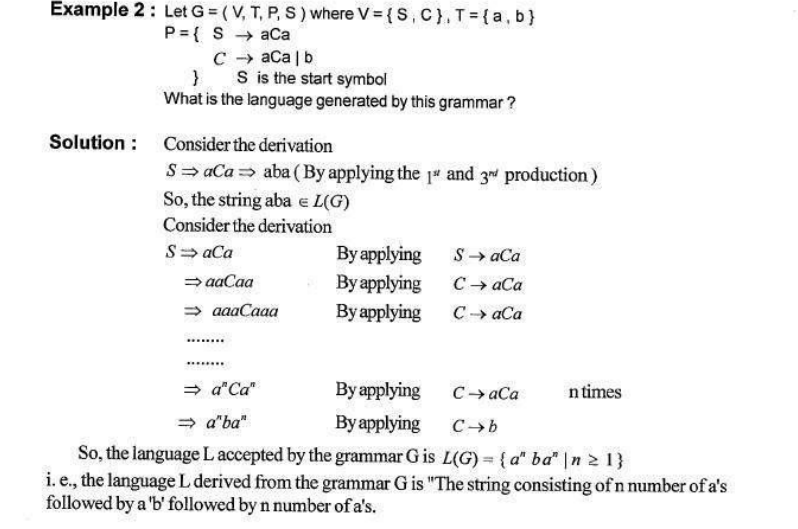 Example 2 : Let G = ( V, T, P, S ) where V = { S , C } , T = { a , b }
P = { S → aCa
C → aCa | b
} S is the start symbol
What is the language generated by this grammar ?
Solution : Consider the derivation
S ⇒ aCa ⇒ aba ( By applying the 1ˢᵗ and 3ʳᵈ production )
So, the string aba ∈ L(G)
Consider the derivation
S ⇒ aCa By applying S → aCa
⇒ aaCaa By applying C → aCa
⇒ aaaCaaa By applying C → aCa
........
........
⇒ aⁿCaⁿ By applying C → aCa n times
⇒ aⁿbaⁿ By applying C → b
So, the language L accepted by the grammar G is L(G) = { aⁿ baⁿ | n ≥ 1 }
i. e., the language L derived from the grammar G is "The string consisting of n number of a's
followed by a 'b' followed by n number of a's.